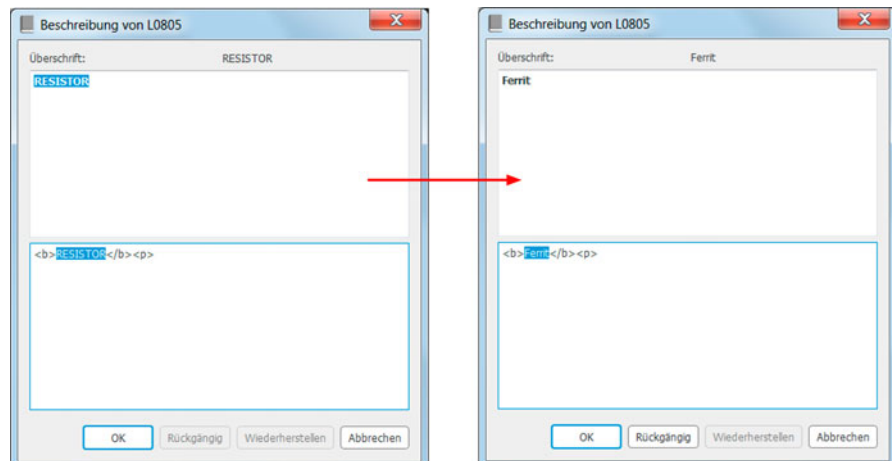 Beschreibung von L0805
Überschrift: RESISTOR
RESISTOR
<b>RESISTOR</b><p>
OK Rückgängig Wiederherstellen Abbrechen
Beschreibung von L0805
Überschrift: Ferrit
Ferrit
<b>Ferrit</b><p>
OK Rückgängig Wiederherstellen Abbrechen